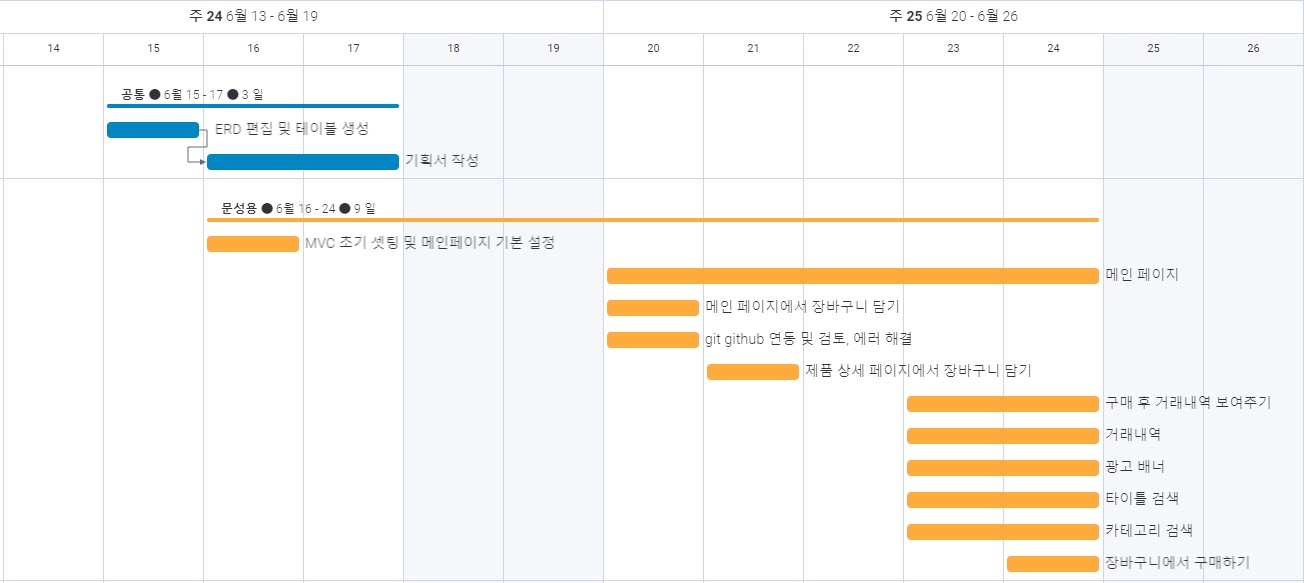 주 24 6월 13 - 6월 19
주 25 6월 20 - 6월 26
14 15 16 17 18 19 20 21 22 23 24 25 26
공통 ● 6월 15 - 17 ● 3 일
ERD 편집 및 테이블 생성
기획서 작성
문성용 ● 6월 16 - 24 ● 9 일
MVC 초기 셋팅 및 메인페이지 기본 설정
메인 페이지
메인 페이지에서 장바구니 담기
git github 연동 및 검토, 에러 해결
제품 상세 페이지에서 장바구니 담기
구매 후 거래내역 보여주기
거래내역
광고 배너
타이틀 검색
카테고리 검색
장바구니에서 구매하기